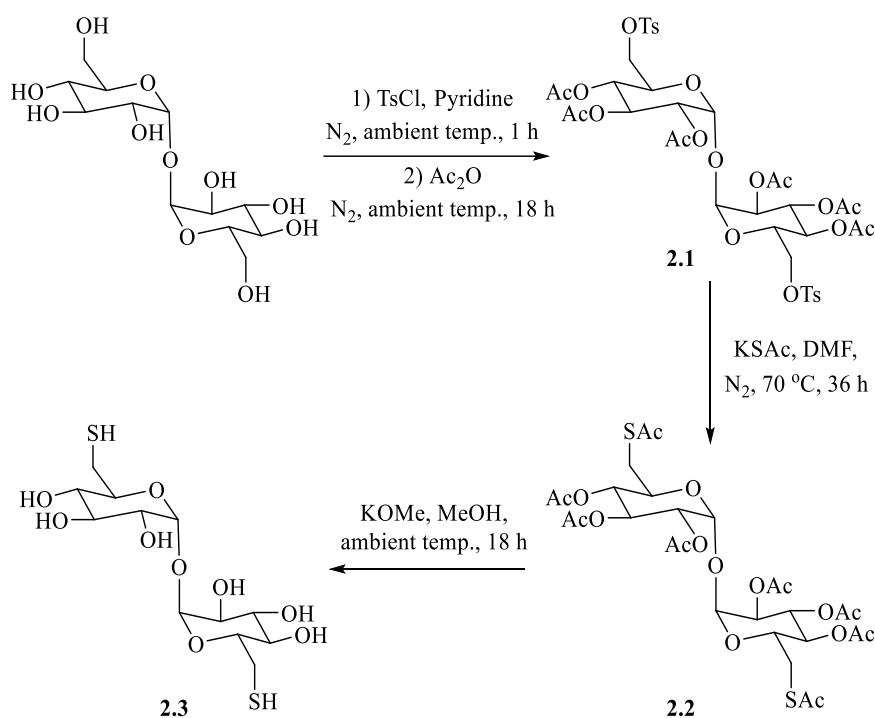 OH
O
HO
HO
OH
O
OH
OH
OH
O
OH
1) TsCl, Pyridine
N₂, ambient temp., 1 h
2) Ac₂O
N₂, ambient temp., 18 h
OTs
O
AcO
AcO
AcO
O
OAc
OAc
OAc
O
OTs
2.1
KSAc, DMF,
N₂, 70 °C, 36 h
SAc
O
AcO
AcO
AcO
O
OAc
OAc
OAc
O
SAc
2.2
KOMe, MeOH,
ambient temp., 18 h
SH
O
HO
HO
OH
O
OH
OH
OH
O
SH
2.3